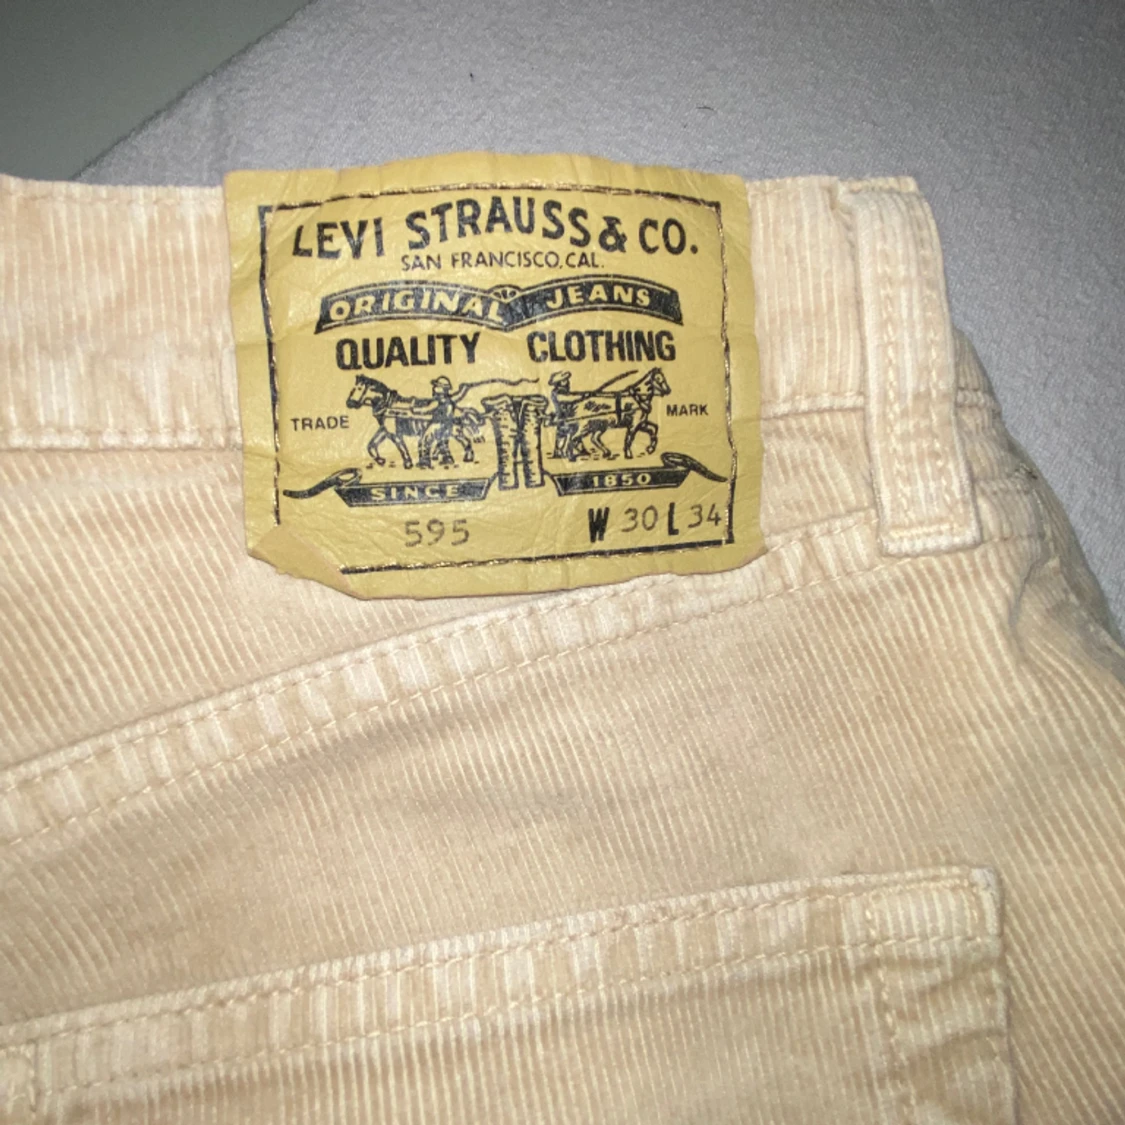 LEVI STRAUSS & CO.
SAN FRANCISCO, CAL.
ORIGINAL JEANS
QUALITY CLOTHING
TRADE MARK
SINCE 1850
595 W 30 L 34